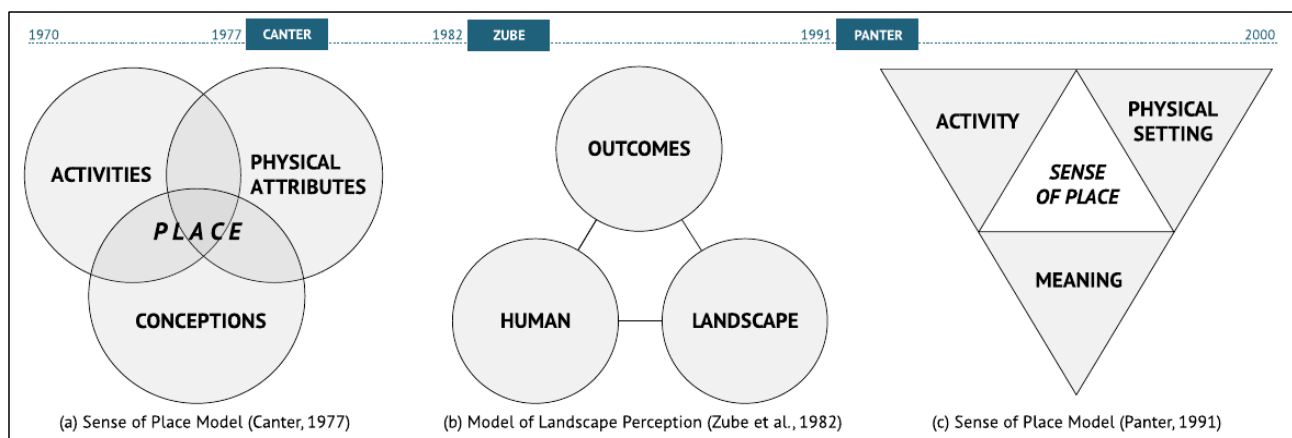 1970
1977
CANTER
1982
ZUBE
1991
PANTER
2000
ACTIVITIES
PHYSICAL
ATTRIBUTES
PLACE
CONCEPTIONS
OUTCOMES
HUMAN
LANDSCAPE
ACTIVITY
PHYSICAL
SETTING
SENSE
OF PLACE
MEANING
(a) Sense of Place Model (Canter, 1977)
(b) Model of Landscape Perception (Zube et al., 1982)
(c) Sense of Place Model (Panter, 1991)